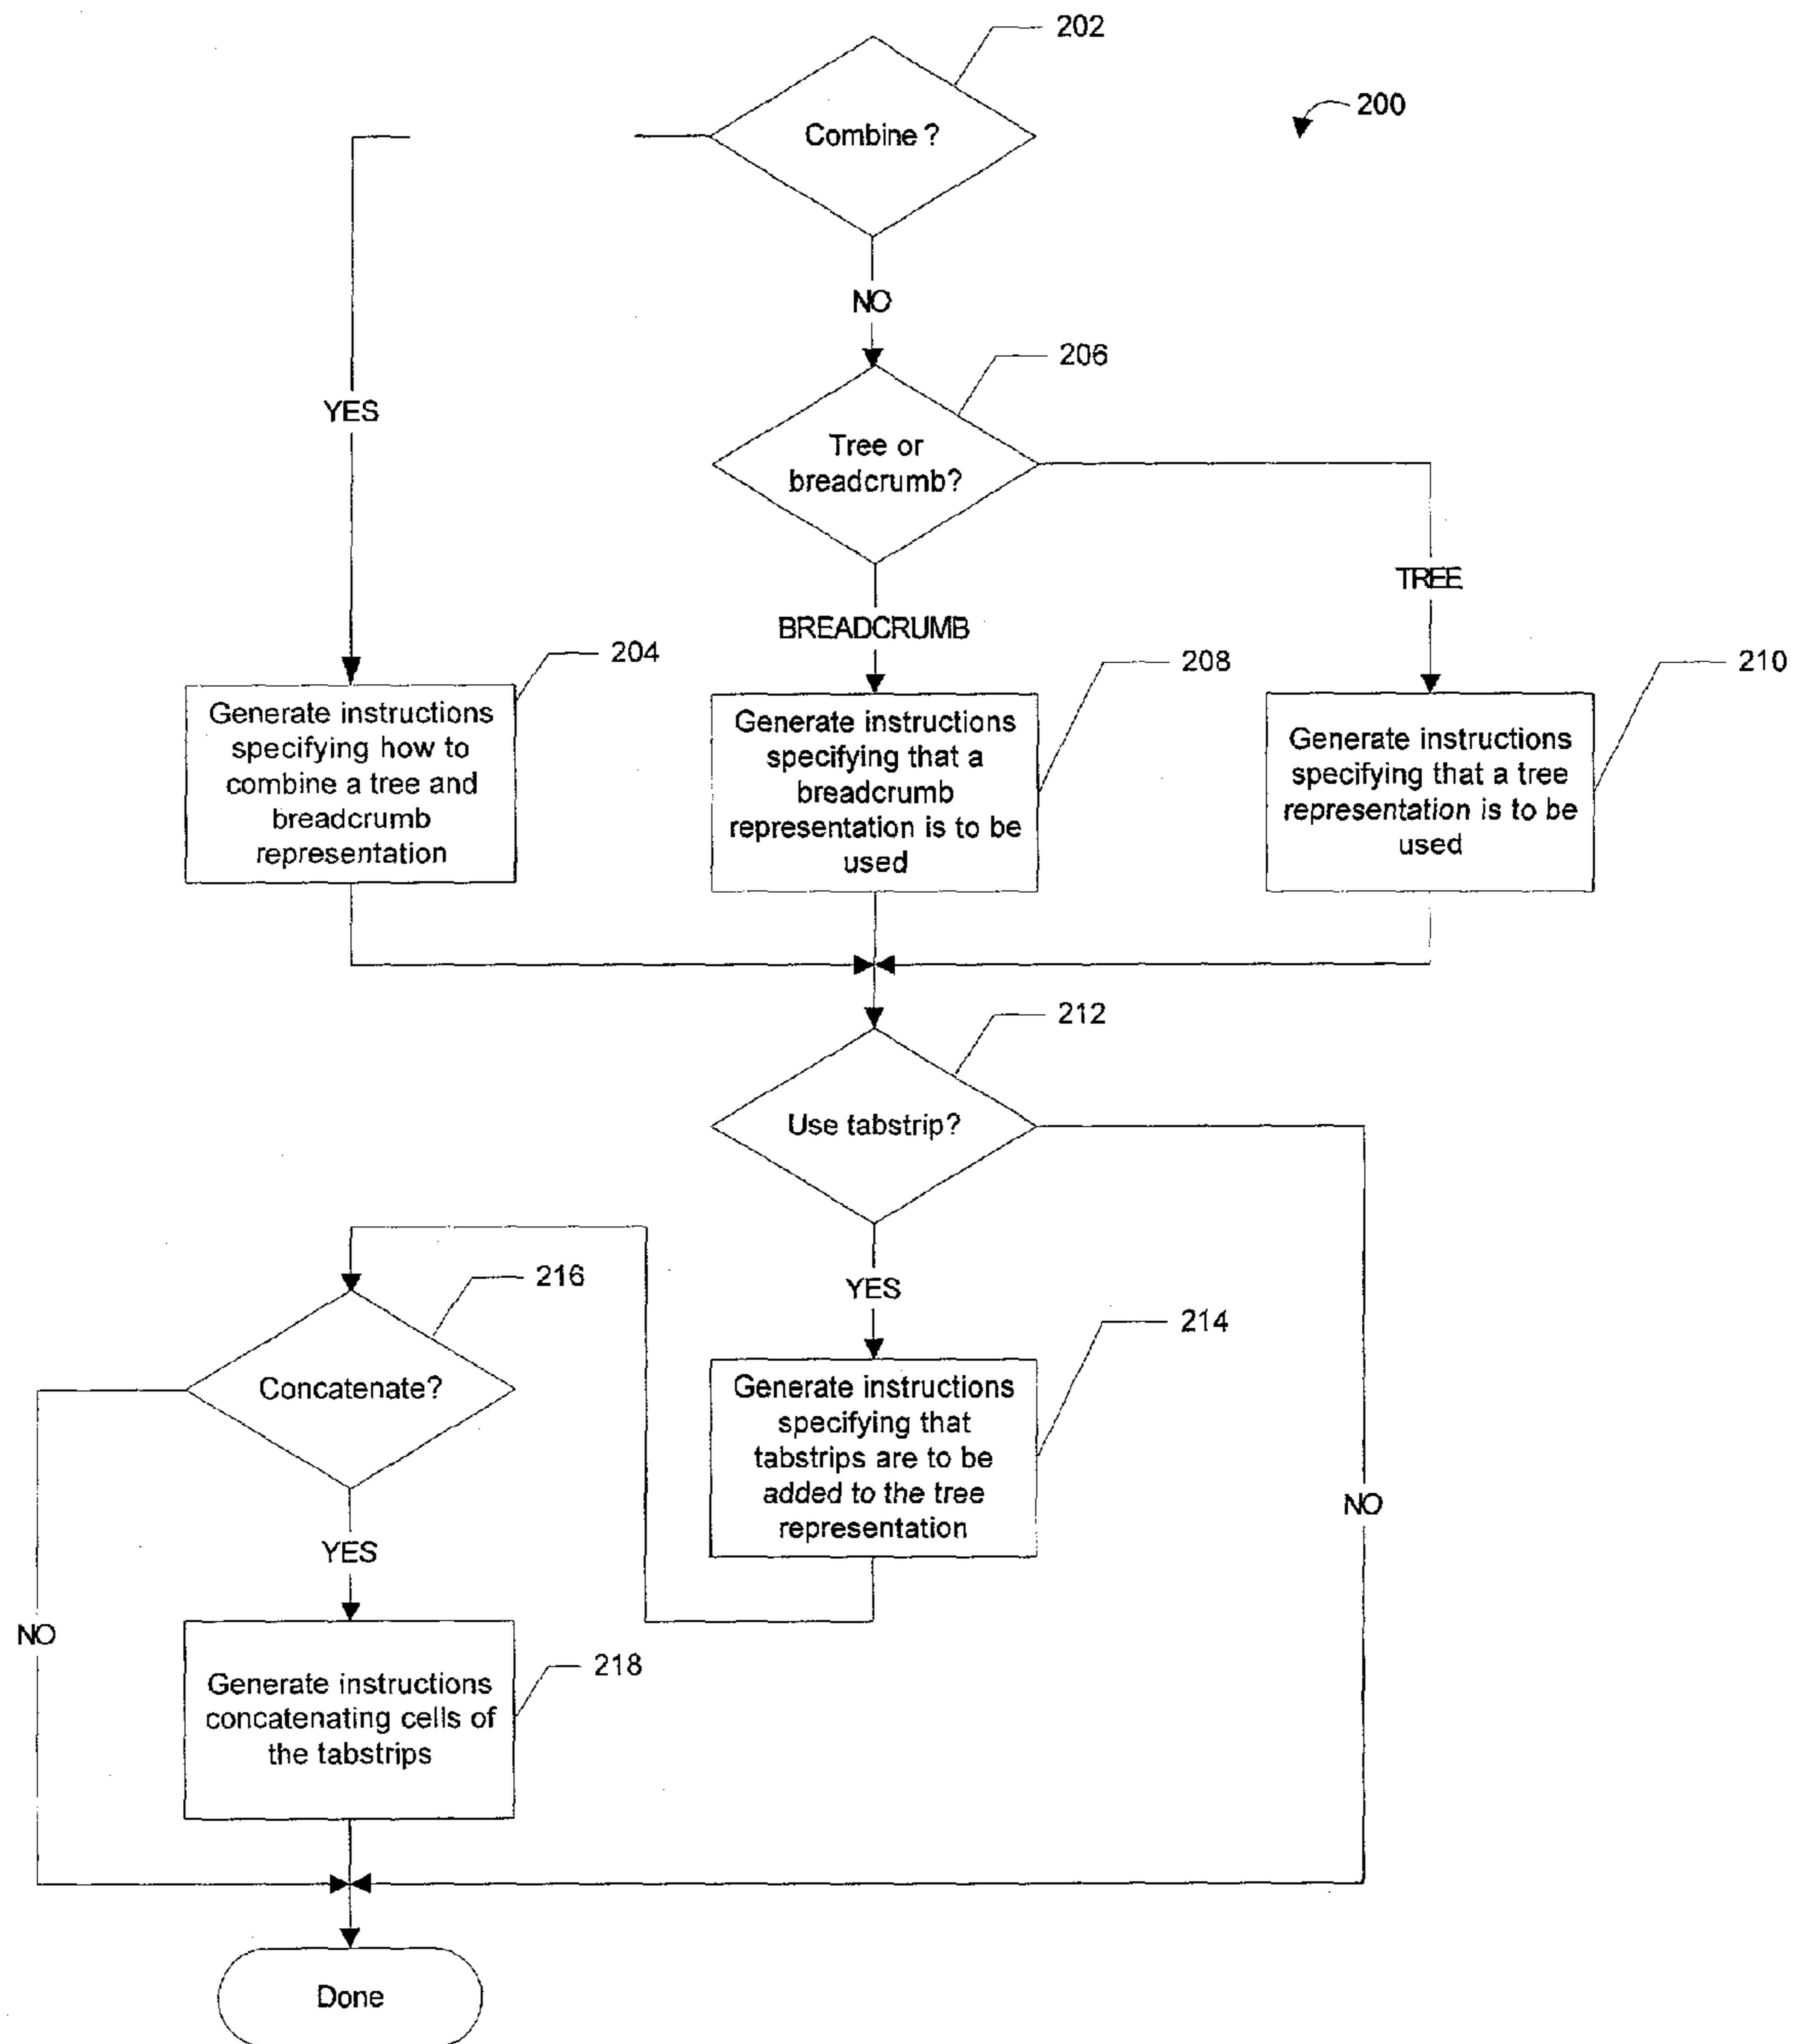 202
200
Combine ?
NO
206
YES
Tree or
breadcrumb?
TREE
BREADCRUMB
204
208
210
Generate instructions
specifying how to
combine a tree and
breadcrumb
representation
Generate instructions
specifying that a
breadcrumb
representation is to be
used
Generate instructions
specifying that a tree
representation is to be
used
212
Use tabstrip?
216
YES
214
Concatenate?
Generate instructions
specifying that
tabstrips are to be
added to the tree
representation
NO
YES
NO
218
Generate instructions
concatenating cells of
the tabstrips
Done